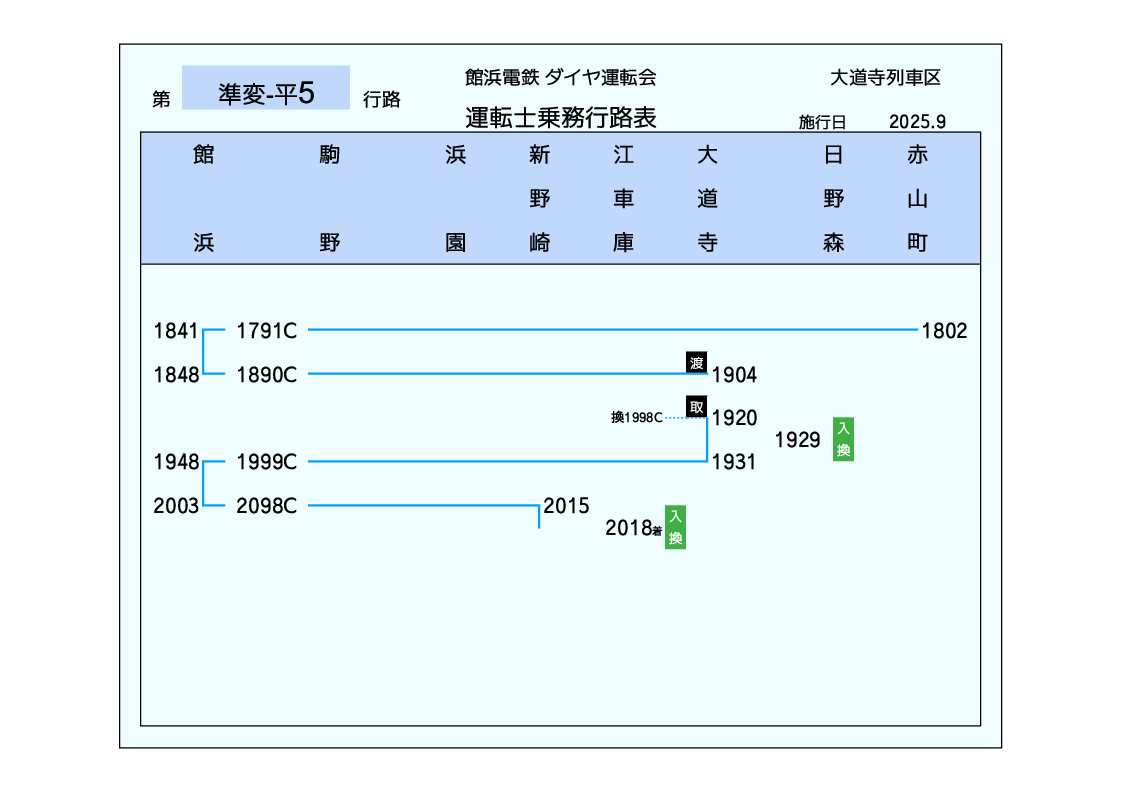 館浜電鉄 ダイヤ運転会
大道寺列車区
第 準変-平5 行路
運転士乗務行路表
施行日 2025.9
館浜 駒野 浜園 新野崎 江車庫 大道寺 日野森 赤山町
1841 1791C 1802
渡
1848 1890C 1904
取
換1998C 1920
1929 入換
1948 1999C 1931
2003 2098C 2015
2018着 入換